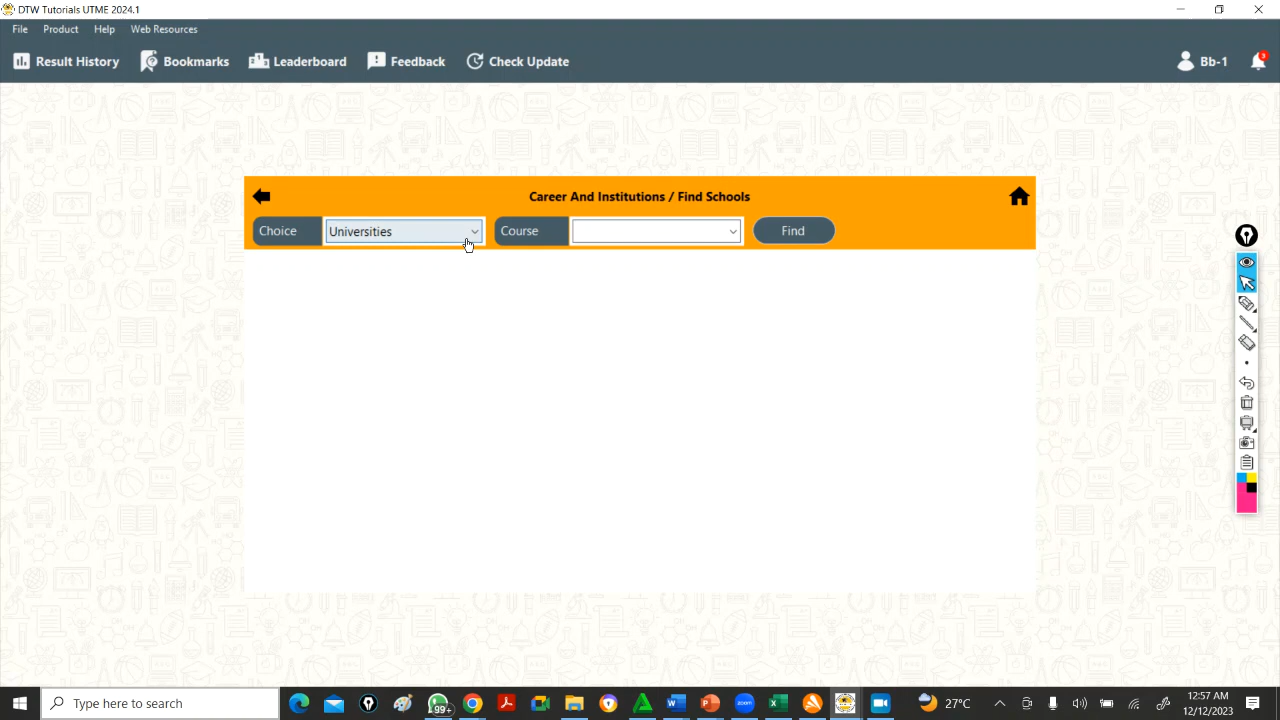 DTW Tutorials UTME 2024.1
File Product Help Web Resources
Result History Bookmarks Leaderboard Feedback Check Update Bb-1 3
Career And Institutions / Find Schools
Choice Universities Course Find
99+ zoom 27°C 12:57 AM
Type here to search
12/12/2023